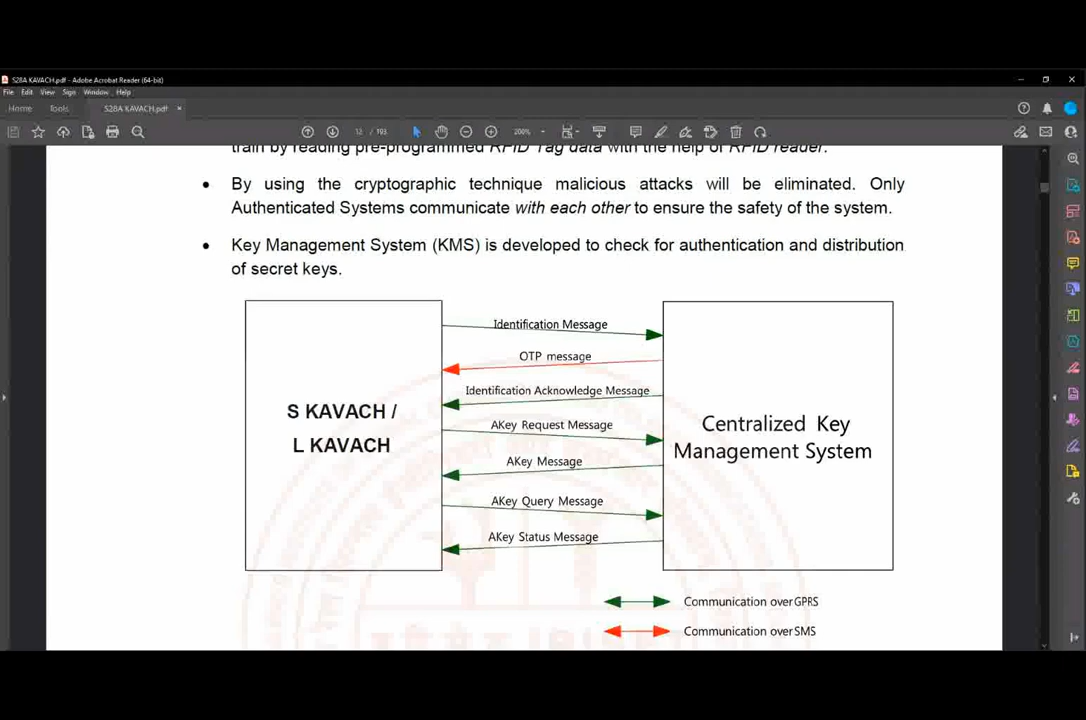 S28A KAVACH.pdf - Adobe Acrobat Reader (64-bit)
File Edit View Sign Window Help
Home Tools S28A KAVACH.pdf ×
12 / 193 200%
train by reading pre-programmed RFID Tag data with the help of RFID reader.
• By using the cryptographic technique malicious attacks will be eliminated. Only
Authenticated Systems communicate with each other to ensure the safety of the system.
• Key Management System (KMS) is developed to check for authentication and distribution
of secret keys.
Identification Message
OTP message
Identification Acknowledge Message
S KAVACH /
L KAVACH
AKey Request Message
Centralized Key
Management System
AKey Message
AKey Query Message
AKey Status Message
Communication over GPRS
Communication over SMS